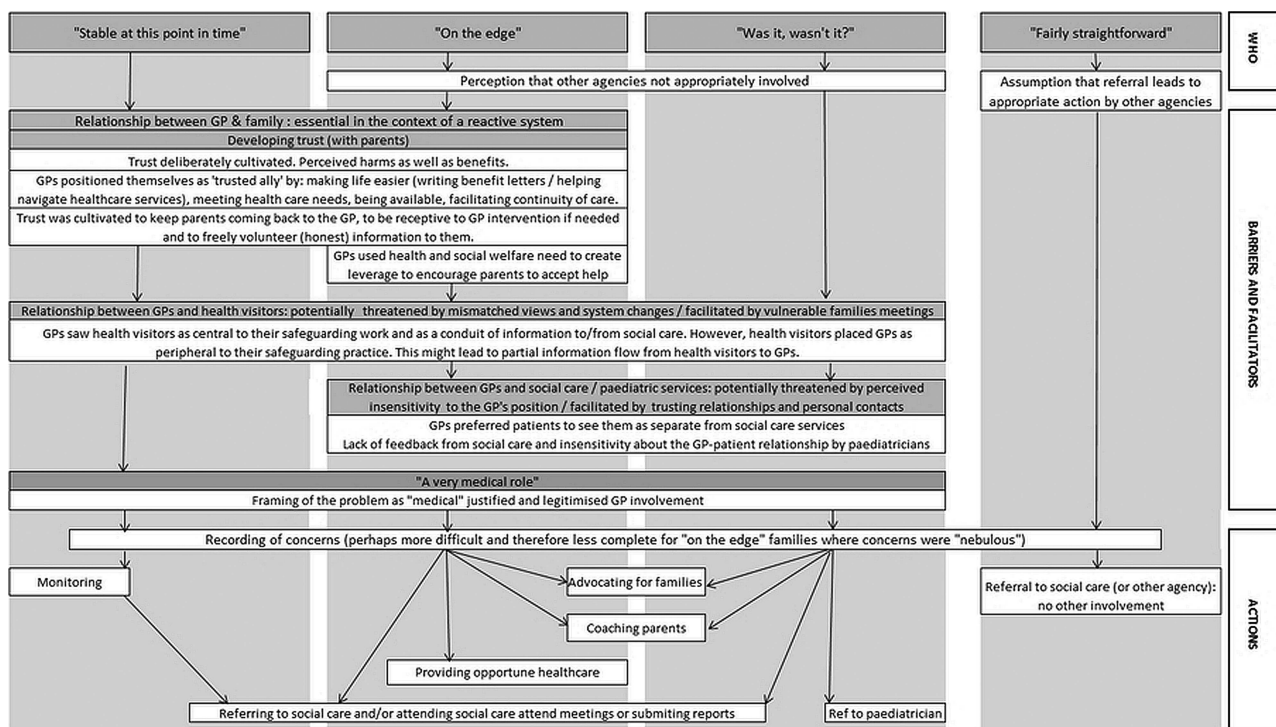 "Stable at this point in time"
"On the edge"
"Was it, wasn't it?"
"Fairly straightforward"
WHO
Perception that other agencies not appropriately involved
Assumption that referral leads to
appropriate action by other agencies
Relationship between GP & family : essential in the context of a reactive system
Developing trust (with parents)
Trust deliberately cultivated. Perceived harms as well as benefits.
GPs positioned themselves as 'trusted ally' by: making life easier (writing benefit letters / helping
navigate healthcare services), meeting health care needs, being available, facilitating continuity of care.
Trust was cultivated to keep parents coming back to the GP, to be receptive to GP intervention if needed
and to freely volunteer (honest) information to them.
GPs used health and social welfare need to create
leverage to encourage parents to accept help
BARRIERS AND FACILITATORS
Relationship between GPs and health visitors: potentially threatened by mismatched views and system changes / facilitated by vulnerable families meetings
GPs saw health visitors as central to their safeguarding work and as a conduit of information to/from social care. However, health visitors placed GPs as
peripheral to their safeguarding practice. This might lead to partial information flow from health visitors to GPs.
Relationship between GPs and social care / paediatric services: potentially threatened by perceived
insensitivity to the GP's position / facilitated by trusting relationships and personal contacts
GPs preferred patients to see them as separate from social care services
Lack of feedback from social care and insensitivity about the GP-patient relationship by paediatricians
"A very medical role"
Framing of the problem as "medical" justified and legitimised GP involvement
Recording of concerns (perhaps more difficult and therefore less complete for "on the edge" families where concerns were "nebulous")
ACTIONS
Monitoring
Advocating for families
Referral to social care (or other agency):
no other involvement
Coaching parents
Providing opportune healthcare
Referring to social care and/or attending social care attend meetings or submiting reports
Ref to paediatrician